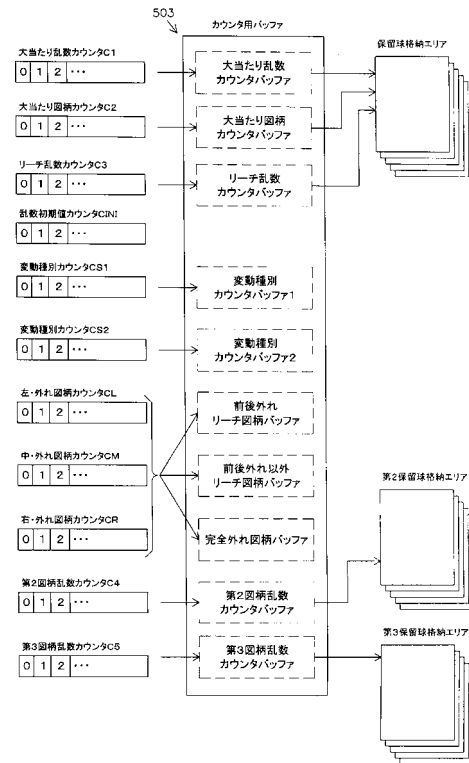 503
カウンタ用バッファ
大当たり乱数カウンタC1
0 1 2 ・・・
大当たり乱数
カウンタバッファ
保留球格納エリア
大当たり図柄カウンタC2
0 1 2 ・・・
大当たり図柄
カウンタバッファ
リーチ乱数カウンタC3
0 1 2 ・・・
リーチ乱数
カウンタバッファ
乱数初期値カウンタCINI
0 1 2 ・・・
変動種別カウンタCS1
0 1 2 ・・・
変動種別
カウンタバッファ1
変動種別カウンタCS2
0 1 2 ・・・
変動種別
カウンタバッファ2
左・外れ図柄カウンタCL
0 1 2 ・・・
前後外れ
リーチ図柄バッファ
中・外れ図柄カウンタCM
0 1 2 ・・・
前後外れ以外
リーチ図柄バッファ
右・外れ図柄カウンタCR
0 1 2 ・・・
完全外れ図柄バッファ
第2保留球格納エリア
第2図柄乱数カウンタC4
0 1 2 ・・・
第2図柄乱数
カウンタバッファ
第3保留球格納エリア
第3図柄乱数カウンタC5
0 1 2 ・・・
第3図柄乱数
カウンタバッファ